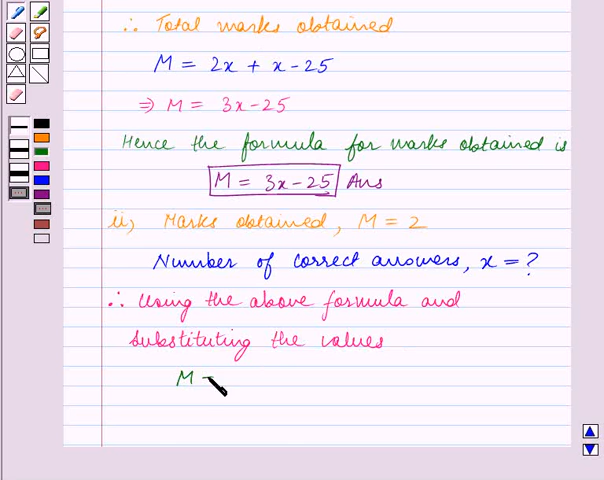 ∴ Total marks obtained
M = 2x + x - 25
⇒ M = 3x - 25
Hence the formula for marks obtained is
M = 3x - 25 Ans
ii, Marks obtained, M = 2
Number of correct answers, x = ?
∴ Using the above formula and
substituting the values
M -